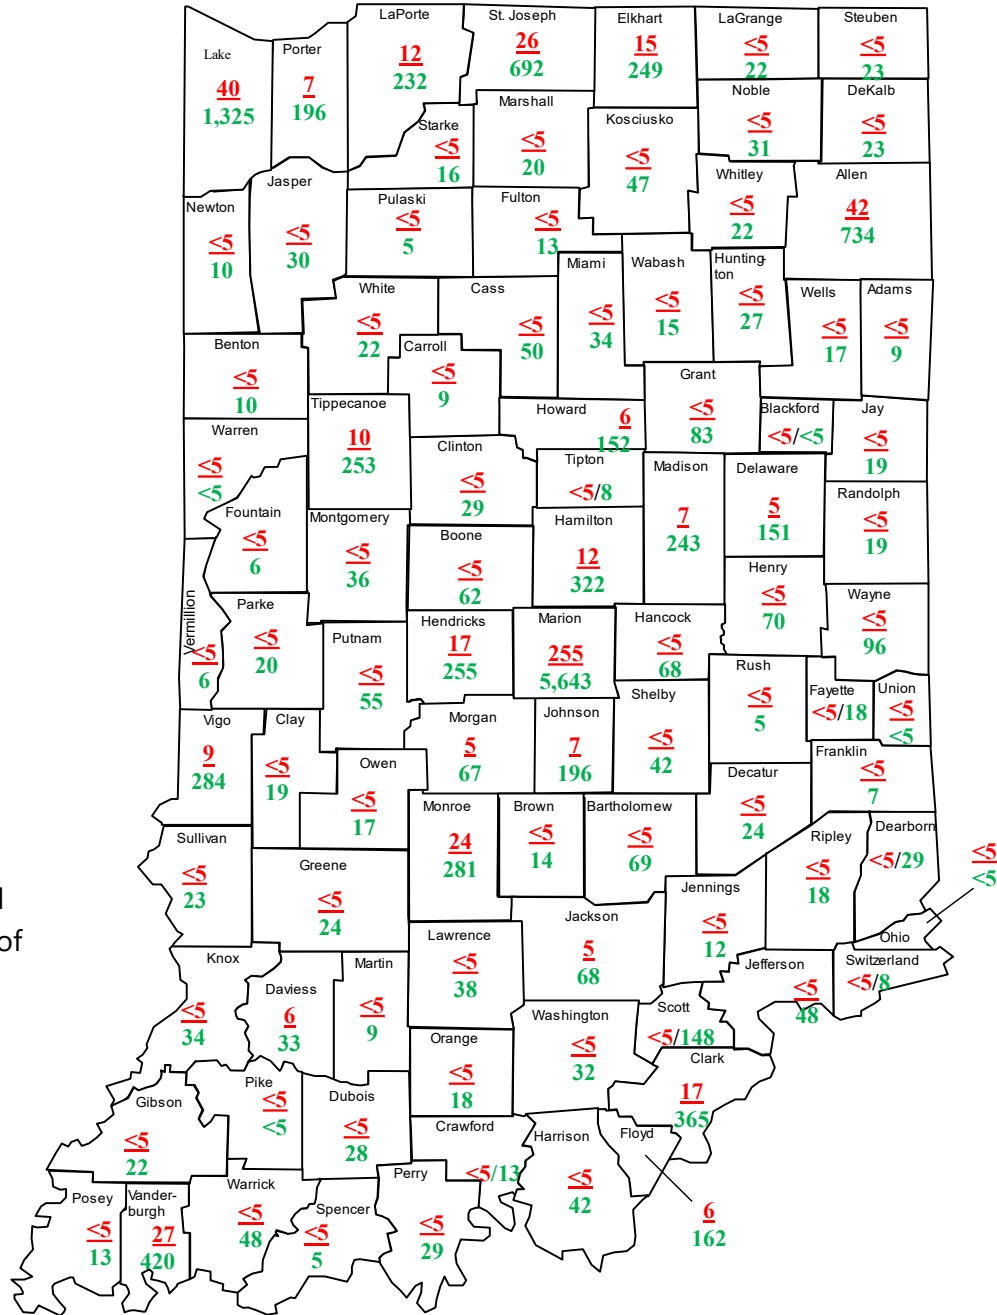 LaPorte
St. Joseph
Elkhart
LaGrange
Steuben
Lake
Porter
12
232
26
692
15
249
<5
22
<5
23
40
1,325
7
196
Noble
DeKalb
Marshall
Kosciusko
Starke
<5
31
<5
23
<5
16
<5
20
<5
47
Whitley
Allen
Jasper
Newton
Pulaski
Fulton
<5
22
42
734
<5
10
<5
30
<5
5
<5
13
Miami
Wabash
Hunting-
ton
White
Cass
Wells
Adams
<5
22
<5
50
<5
34
<5
15
<5
27
<5
17
<5
9
Benton
Carroll
Grant
<5
10
<5
9
<5
83
Tippecanoe
Howard
Blackford
Jay
10
253
6
152
<5/<5
<5
19
Warren
Clinton
Tipton
Madison
Delaware
<5
<5
<5
29
<5/8
7
243
5
151
Randolph
<5
19
Fountain
Montgomery
Boone
Hamilton
<5
6
<5
36
<5
62
12
322
Henry
<5
70
Wayne
<5
96
Vermillion
<5
6
Parke
<5
20
Putnam
<5
55
Hendricks
17
255
Marion
255
5,643
Hancock
<5
68
Rush
<5
5
Fayette
<5/18
Union
<5
<5
Vigo
9
284
Clay
<5
19
Owen
<5
17
Morgan
5
67
Johnson
7
196
Shelby
<5
42
Decatur
<5
24
Franklin
<5
7
Monroe
24
281
Brown
<5
14
Bartholomew
<5
69
Ripley
<5
18
Dearborn
<5/29
<5
<5
Ohio
Sullivan
<5
23
Greene
<5
24
Jennings
<5
12
Jackson
5
68
of
Lawrence
<5
38
Knox
<5
34
Daviess
6
33
Martin
<5
9
Jefferson
<5
48
Switzerland
<5/8
Orange
<5
18
Washington
<5
32
Scott
<5/148
Clark
17
365
Gibson
<5
22
Pike
<5
<5
Dubois
<5
28
Crawford
<5/13
Harrison
<5
42
Floyd
6
162
Posey
<5
13
Vander-
burgh
27
420
Warrick
<5
48
Spencer
<5
5
Perry
<5
29